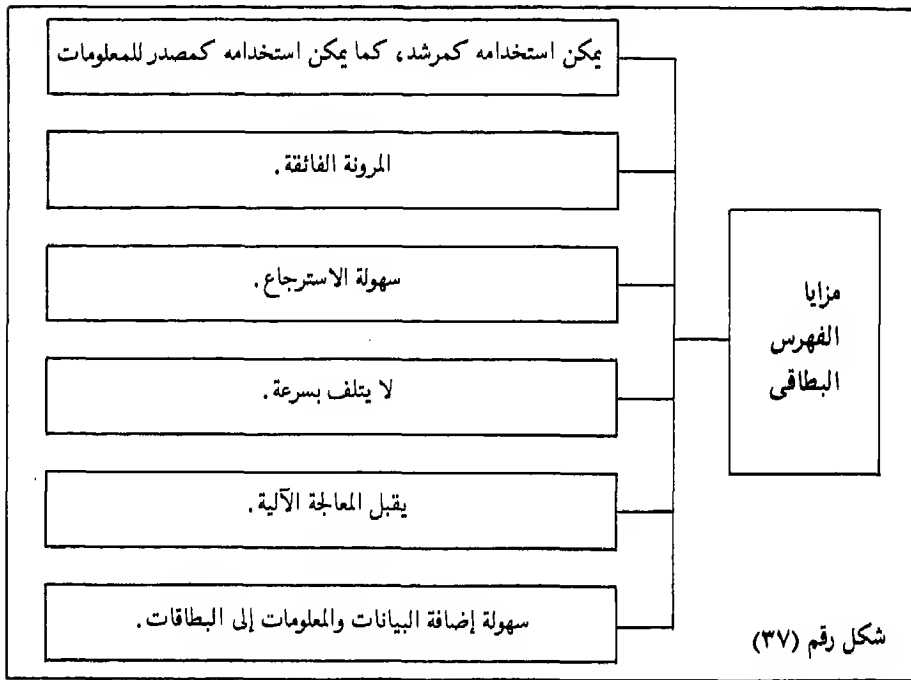 يمكن استخدامه كمرشد، كما يمكن استخدامه كمصدر للمعلومات
المرونة الفائقة.
سهولة الاسترجاع.
لا يتلف بسرعة.
يقبل المعالجة الآلية.
سهولة إضافة البيانات والمعلومات إلى البطاقات.
مزايا
الفهرس
البطاقى
شكل رقم (٣٧)